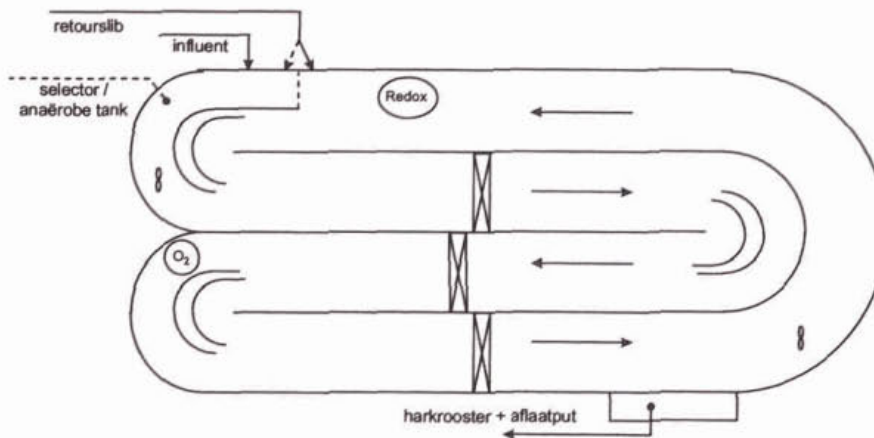 retourslib
influent
selector /
anaërobe tank
Redox
O₂
harkrooster + aflaatput